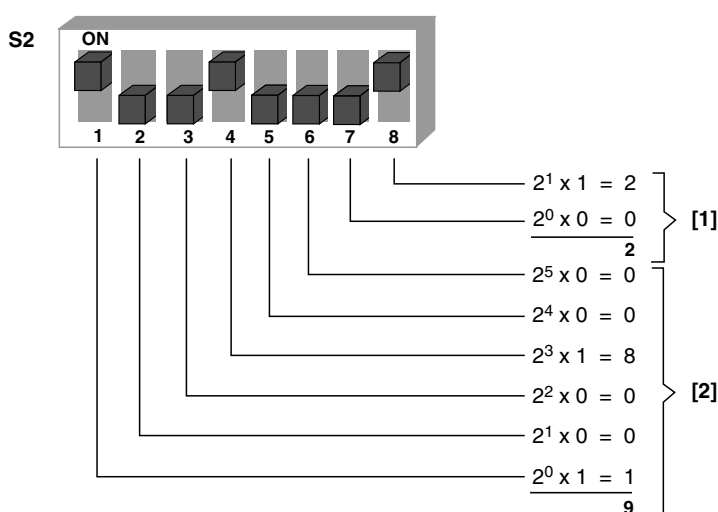 S2
ON
1 2 3 4 5 6 7 8
2¹ x 1 = 2
2⁰ x 0 = 0
[1]
2
2⁵ x 0 = 0
2⁴ x 0 = 0
2³ x 1 = 8
2² x 0 = 0
[2]
2¹ x 0 = 0
2⁰ x 1 = 1
9